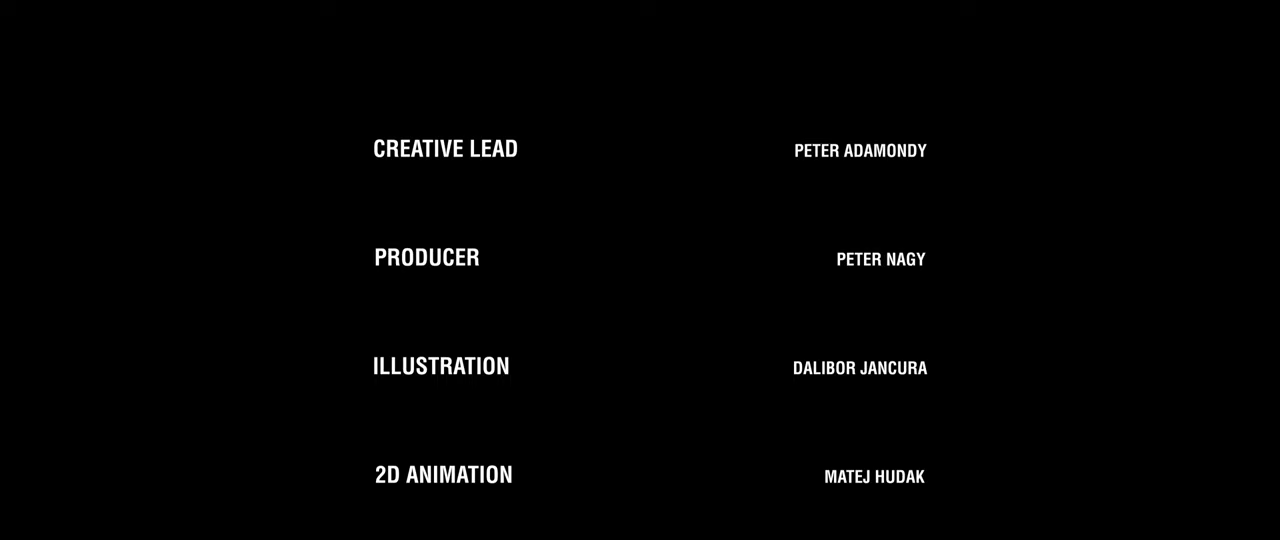 CREATIVE LEAD PETER ADAMONDY
PRODUCER PETER NAGY
ILLUSTRATION DALIBOR JANCURA
2D ANIMATION MATEJ HUDAK